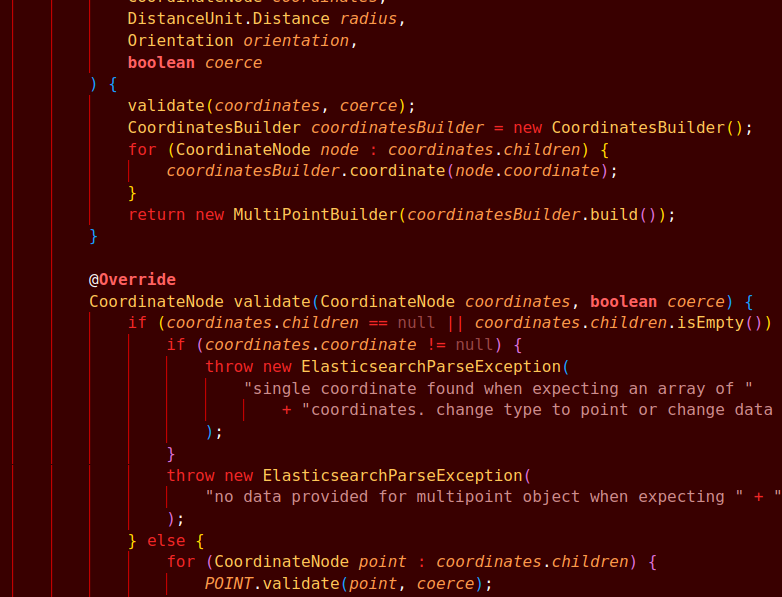 DistanceUnit.Distance radius,
Orientation orientation,
boolean coerce
) {
validate(coordinates, coerce);
CoordinatesBuilder coordinatesBuilder = new CoordinatesBuilder();
for (CoordinateNode node : coordinates.children) {
coordinatesBuilder.coordinate(node.coordinate);
}
return new MultiPointBuilder(coordinatesBuilder.build());
}
@Override
CoordinateNode validate(CoordinateNode coordinates, boolean coerce) {
if (coordinates.children == null || coordinates.children.isEmpty())
if (coordinates.coordinate != null) {
throw new ElasticsearchParseException(
"single coordinate found when expecting an array of "
+ "coordinates. change type to point or change data
);
}
throw new ElasticsearchParseException(
"no data provided for multipoint object when expecting " + "
);
} else {
for (CoordinateNode point : coordinates.children) {
POINT.validate(point, coerce);